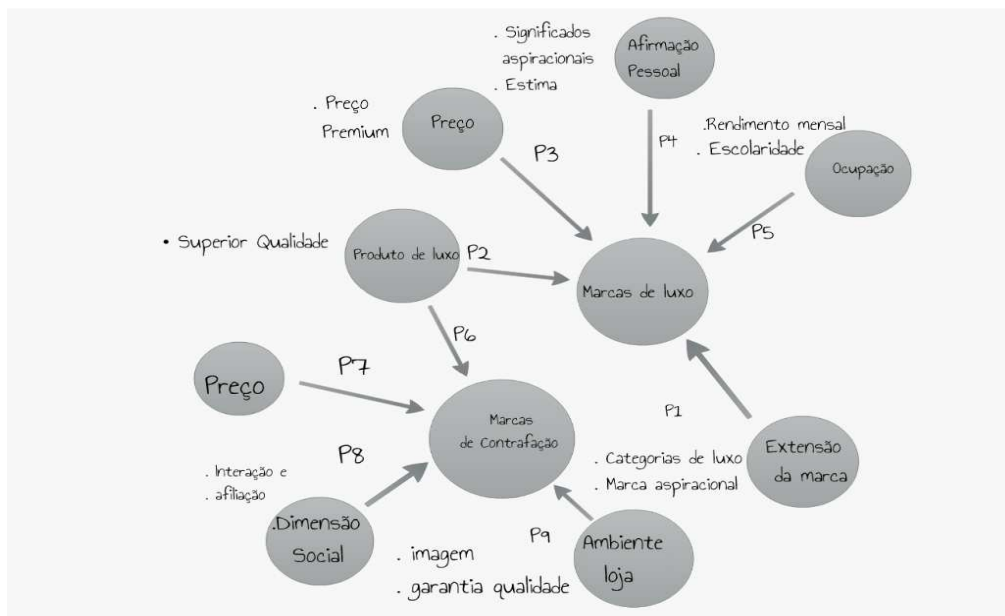 . Significados
aspiracionais
. Estima
Afirmação
Pessoal
. Preço
Premium
Preço
P3
P4
.Rendimento mensal
. Escolaridade
Ocupação
P5
• Superior Qualidade
Produto de luxo
P2
Marcas de luxo
P6
Preço
P7
Marcas
de Contrafação
P1
. Categorias de luxo
. Marca aspiracional
Extensão
da marca
P8
. Interação e
. afiliação
.Dimensão
Social
. imagem
. garantia qualidade
P9
Ambiente
loja